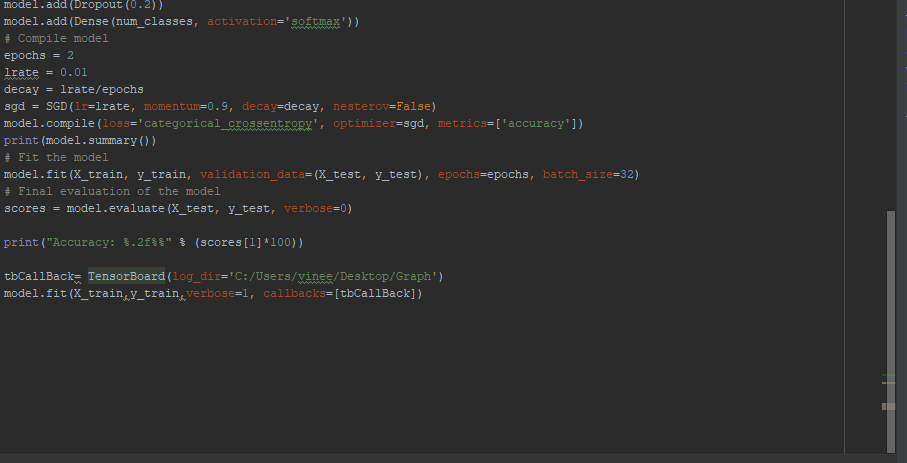 model.add(Dropout(0.2))
model.add(Dense(num_classes, activation='softmax'))
# Compile model
epochs = 2
lrate = 0.01
decay = lrate/epochs
sgd = SGD(lr=lrate, momentum=0.9, decay=decay, nesterov=False)
model.compile(loss='categorical_crossentropy', optimizer=sgd, metrics=['accuracy'])
print(model.summary())
# Fit the model
model.fit(X_train, y_train, validation_data=(X_test, y_test), epochs=epochs, batch_size=32)
# Final evaluation of the model
scores = model.evaluate(X_test, y_test, verbose=0)
print("Accuracy: %.2f%%" % (scores[1]*100))
tbCallBack= TensorBoard(log_dir='C:/Users/vinee/Desktop/Graph')
model.fit(X_train,y_train,verbose=1, callbacks=[tbCallBack])